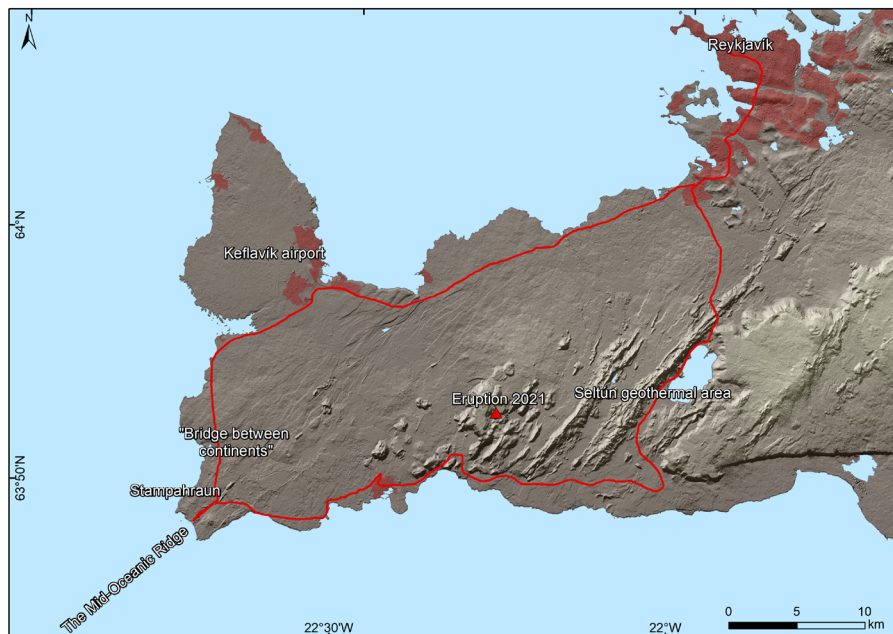 N
Reykjavík
64°N
Keflavík airport
Eruption 2021
Seltún geothermal area
"Bridge between
continents"
63°50'N
Stampahraun
The Mid-Oceanic Ridge
22°30'W
22°W
0 5 10
km